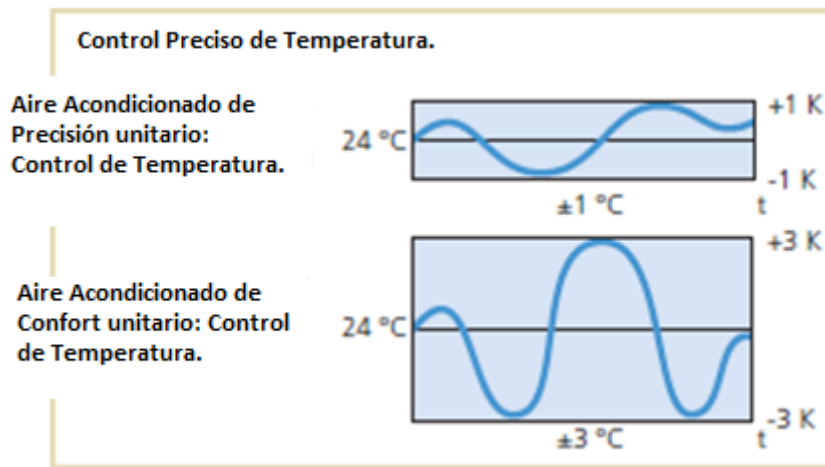 Control Preciso de Temperatura.
Aire Acondicionado de
Precisión unitario:
Control de Temperatura.
24 °C
+1 K
-1 K
±1 °C
t
Aire Acondicionado de
Confort unitario: Control
de Temperatura.
24 °C
+3 K
-3 K
±3 °C
t